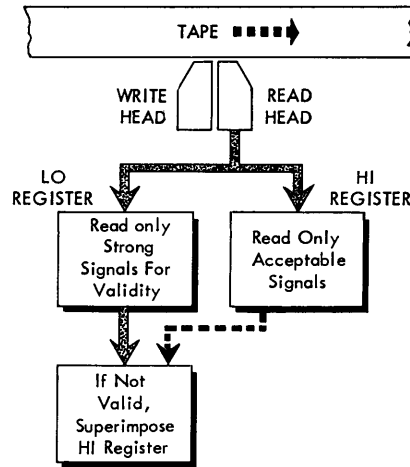 TAPE
WRITE
HEAD
READ
HEAD
LO
REGISTER
HI
REGISTER
Read only
Strong
Signals For
Validity
Read Only
Acceptable
Signals
If Not
Valid,
Superimpose
HI Register